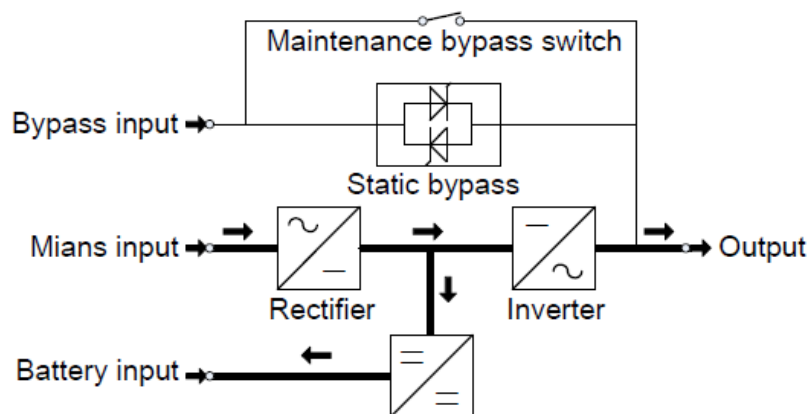 Maintenance bypass switch
Bypass input
Static bypass
Mians input
Output
Rectifier
Inverter
Battery input